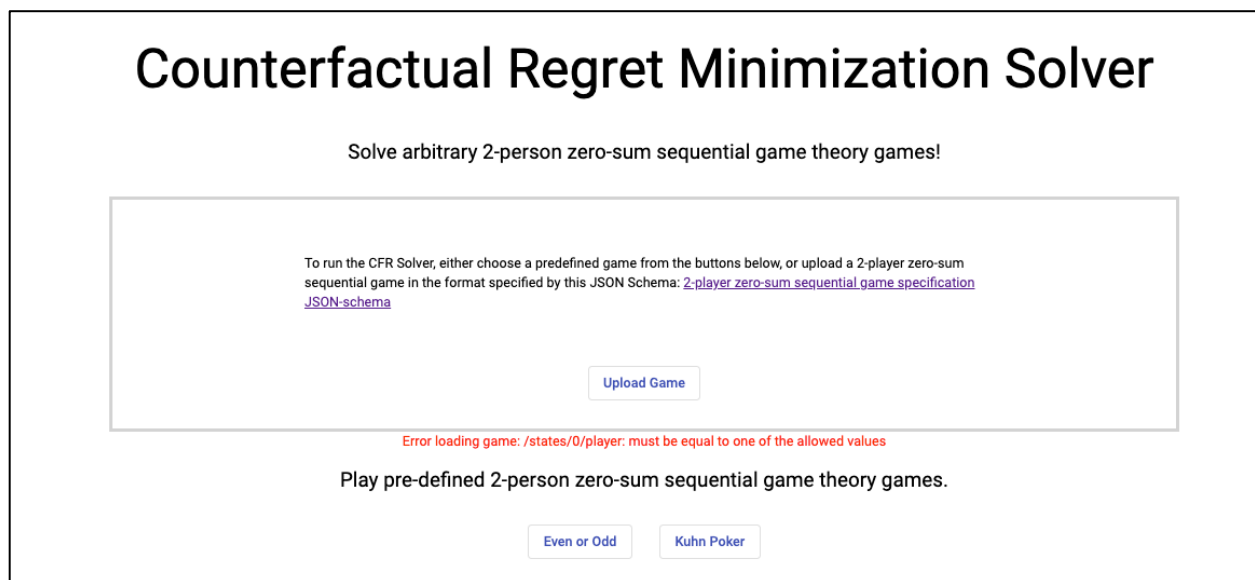 Counterfactual Regret Minimization Solver
Solve arbitrary 2-person zero-sum sequential game theory games!
To run the CFR Solver, either choose a predefined game from the buttons below, or upload a 2-player zero-sum
sequential game in the format specified by this JSON Schema: 2-player zero-sum sequential game specification
JSON-schema
Upload Game
Error loading game: /states/0/player: must be equal to one of the allowed values
Play pre-defined 2-person zero-sum sequential game theory games.
Even or Odd Kuhn Poker